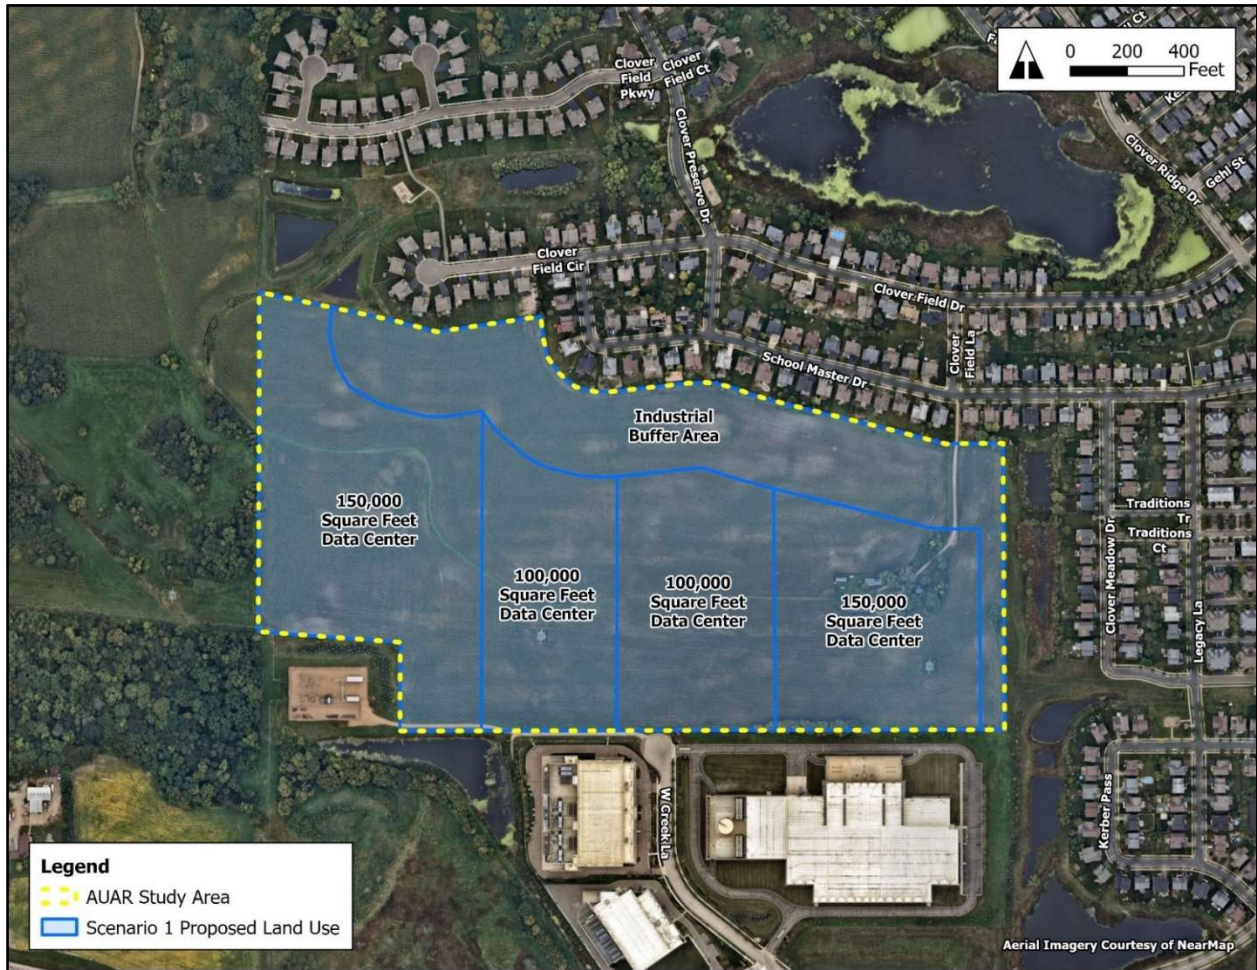 Clover
Field
Pkwy
Clover
Field Ct
0 200 400
Feet
Clover Preserve Dr
Clover Ridge Dr
Gehl St
Clover
Field Cir
Clover Field Dr
Clover
Field La
School Master Dr
Industrial
Buffer Area
150,000
Square Feet
Data Center
100,000
Square Feet
Data Center
100,000
Square Feet
Data Center
150,000
Square Feet
Data Center
Traditions
Tr
Traditions
Ct
Clover Meadow Dr
Legacy La
Kerber Pass
W Creek La
Legend
AUAR Study Area
Scenario 1 Proposed Land Use
Aerial Imagery Courtesy of NearMap